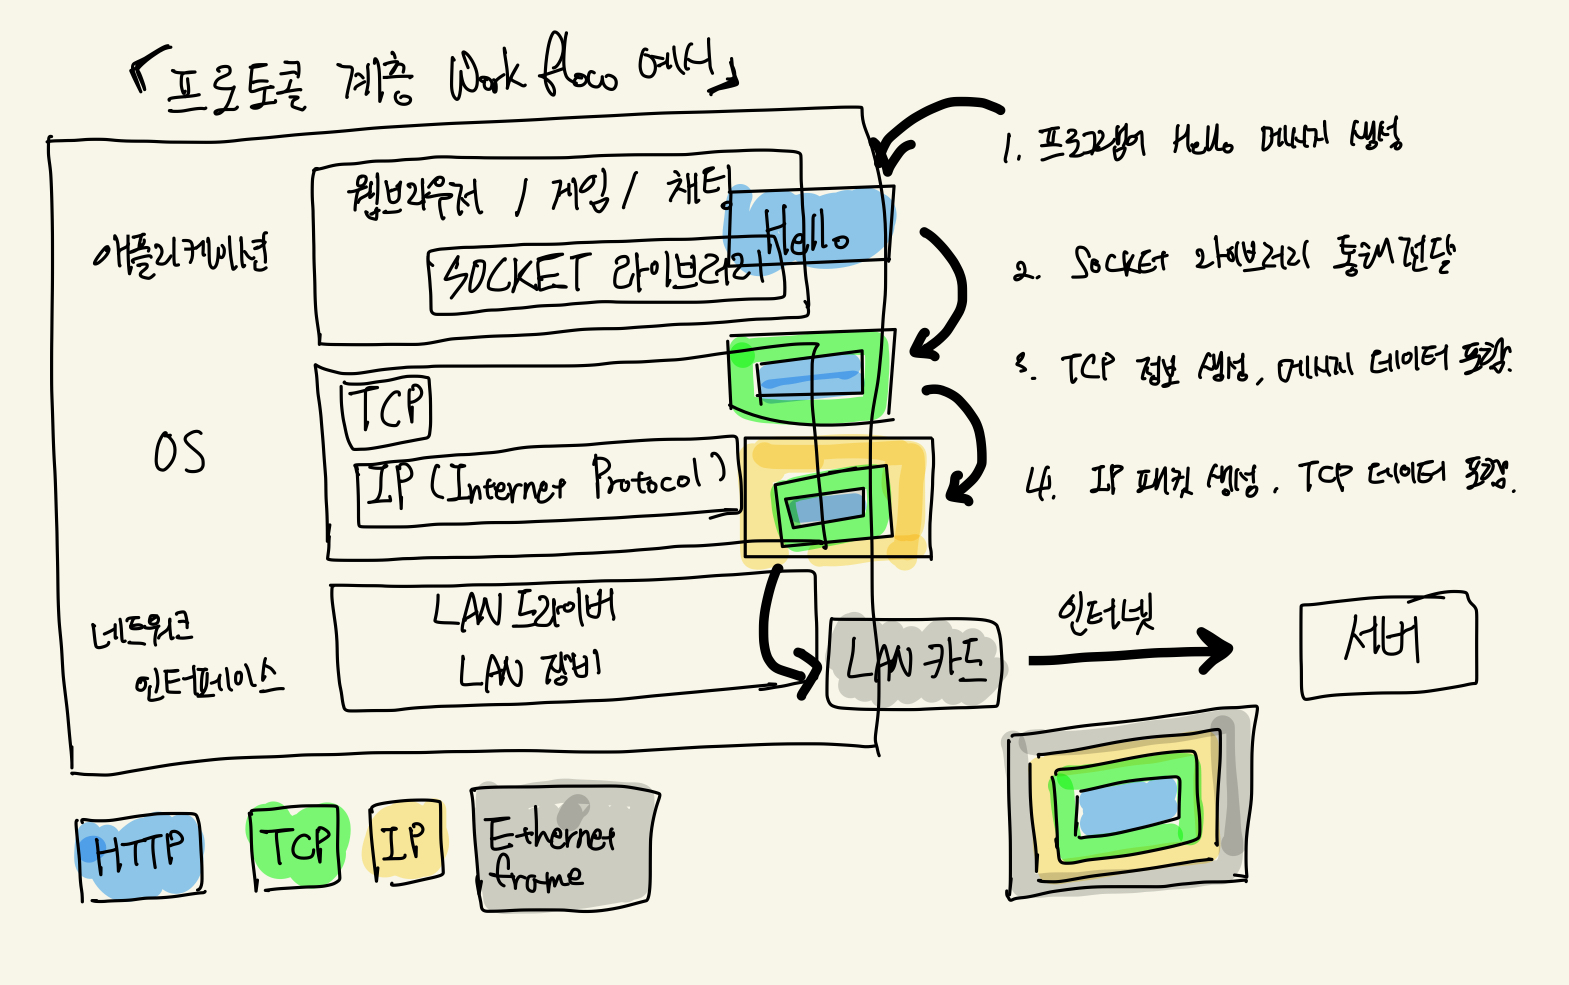 「프로토콜 계층 Work flow 예시」
1. 프로그램이 Hello 메시지 생성
웹브라우저 / 게임 / 채팅
Hello
애플리케이션
SOCKET 라이브러리
2. Socket 라이브러리 통해 전달
3. TCP 정보 생성, 메시지 데이터 포함.
TCP
OS
IP (Internet Protocol)
4. IP 패킷 생성, TCP 데이터 포함.
네트워크
인터페이스
LAN 드라이버
LAN 장비
LAN 카드
인터넷
서버
HTTP
TCP
IP
Ethernet
frame